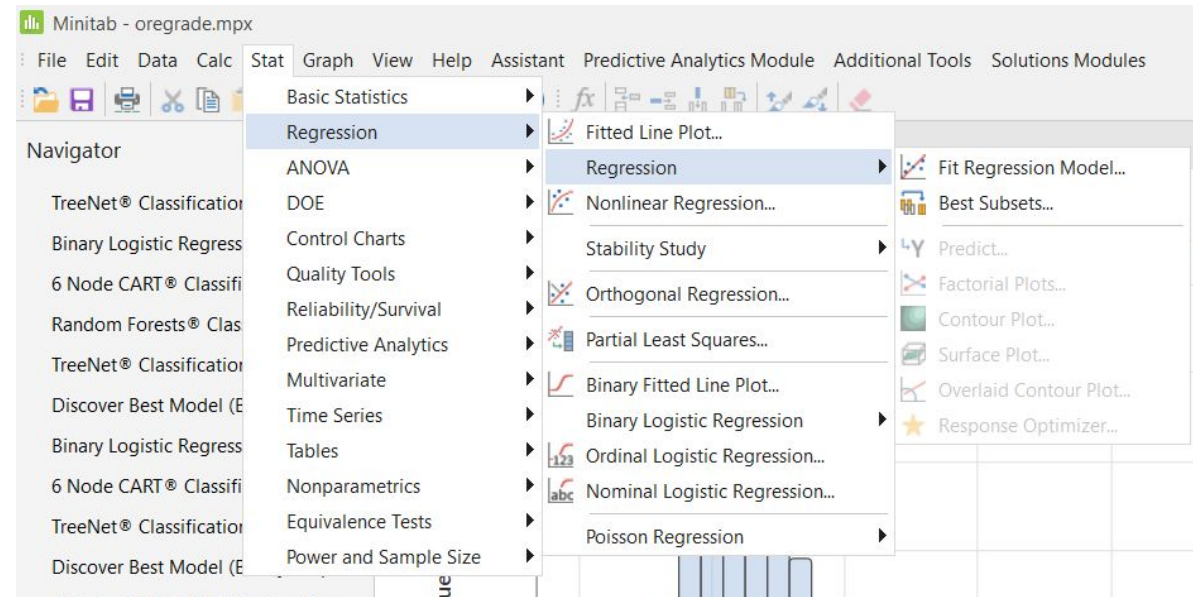 Minitab - oregrade.mpx
File Edit Data Calc Stat Graph View Help Assistant Predictive Analytics Module Additional Tools Solutions Modules
fx
Navigator
TreeNet® Classification
Binary Logistic Regress
6 Node CART® Classifi
Random Forests® Clas
TreeNet® Classification
Discover Best Model (B
Binary Logistic Regress
6 Node CART® Classifi
TreeNet® Classification
Discover Best Model (B
Basic Statistics
Regression
ANOVA
DOE
Control Charts
Quality Tools
Reliability/Survival
Predictive Analytics
Multivariate
Time Series
Tables
Nonparametrics
Equivalence Tests
Power and Sample Size
Fitted Line Plot...
Regression
Nonlinear Regression...
Stability Study
Orthogonal Regression...
Partial Least Squares...
Binary Fitted Line Plot...
Binary Logistic Regression
Ordinal Logistic Regression...
Nominal Logistic Regression...
Poisson Regression
Fit Regression Model...
Best Subsets...
Predict...
Factorial Plots...
Contour Plot...
Surface Plot...
Overlaid Contour Plot...
Response Optimizer...